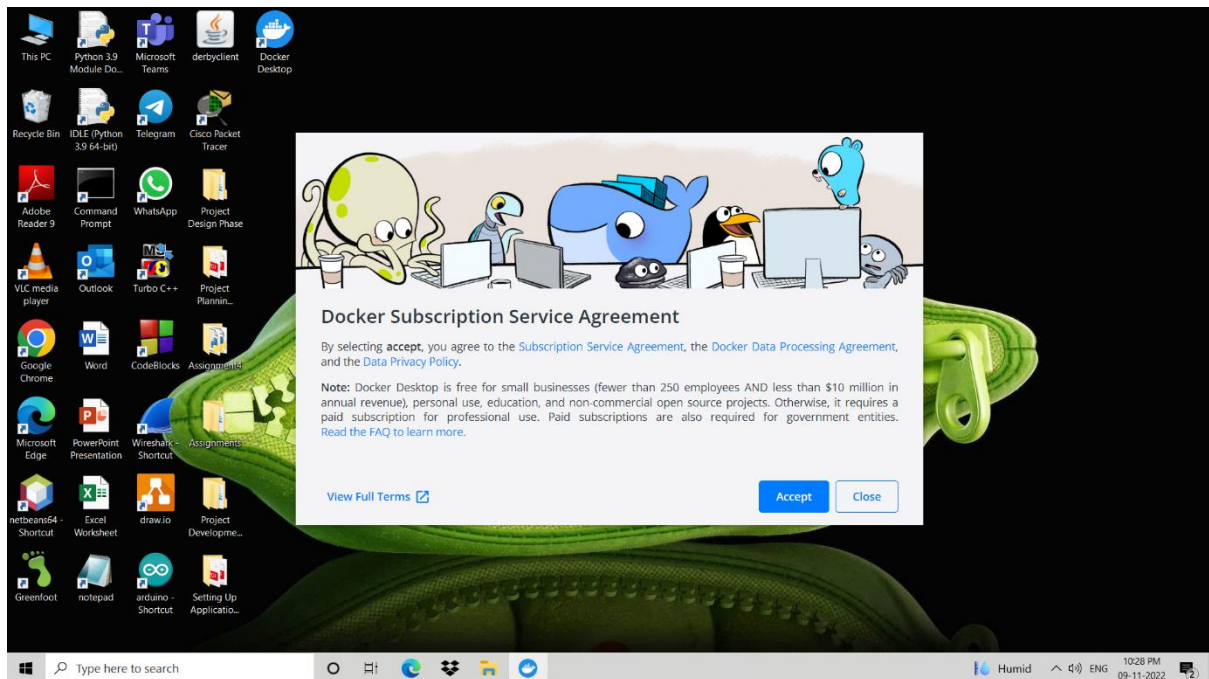 This PC
Python 3.9
Module Do...
Microsoft
Teams
derbyclient
Docker
Desktop
Recycle Bin
IDLE (Python
3.9 64-bit)
Telegram
Cisco Packet
Tracer
Adobe
Reader 9
Command
Prompt
WhatsApp
Project
Design Phase
VLC media
player
Outlook
Turbo C++
Project
Plannin...
Google
Chrome
Word
CodeBlocks
Assignment4
Microsoft
Edge
PowerPoint
Presentation
Wireshark -
Shortcut
Assignments
netbeans64 -
Shortcut
Excel
Worksheet
draw.io
Project
Developme...
Greenfoot
notepad
arduino -
Shortcut
Setting Up
Applicatio...
Docker Subscription Service Agreement
By selecting accept, you agree to the Subscription Service Agreement, the Docker Data Processing Agreement,
and the Data Privacy Policy.
Note: Docker Desktop is free for small businesses (fewer than 250 employees AND less than $10 million in
annual revenue), personal use, education, and non-commercial open source projects. Otherwise, it requires a
paid subscription for professional use. Paid subscriptions are also required for government entities.
Read the FAQ to learn more.
View Full Terms
Accept
Close
Type here to search
Humid
ENG
10:28 PM
09-11-2022
2